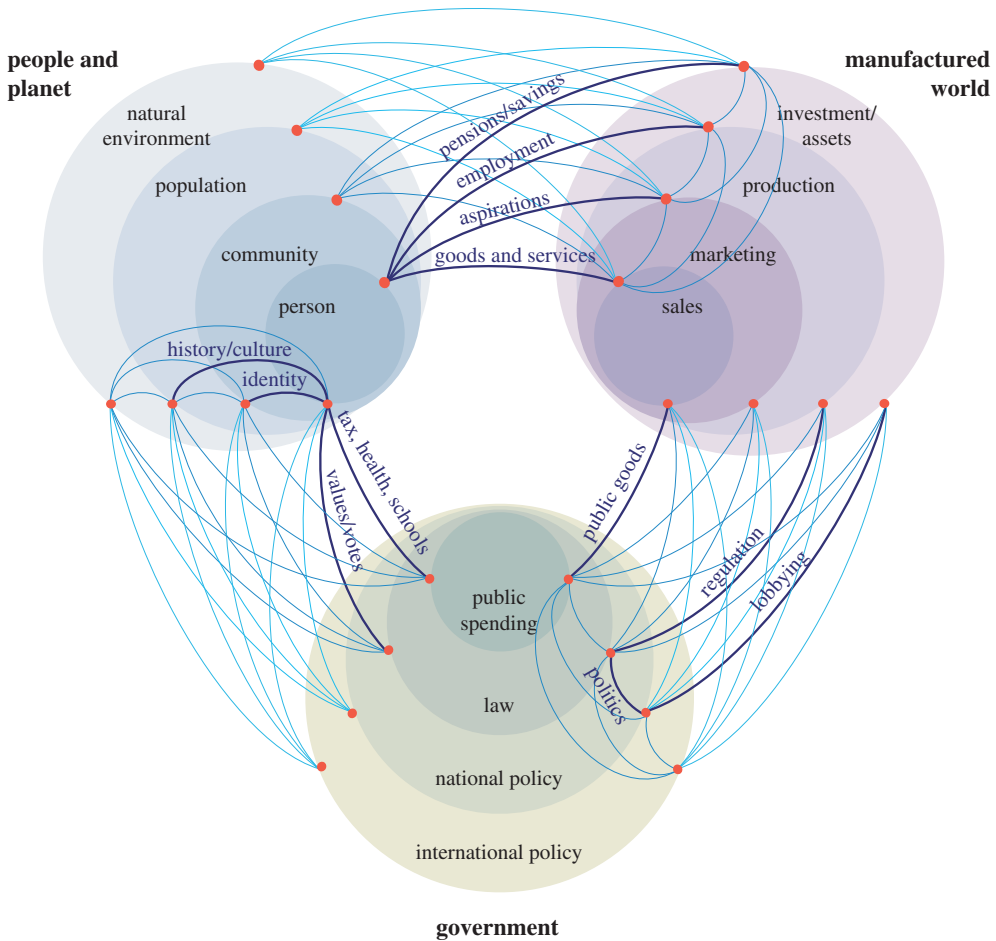 people and
planet
manufactured
world
natural
environment
population
community
person
pensions/savings
employment
aspirations
goods and services
investment/
assets
production
marketing
sales
history/culture
identity
tax, health, schools
values/votes
public goods
regulation
lobbying
politics
public
spending
law
national policy
international policy
government